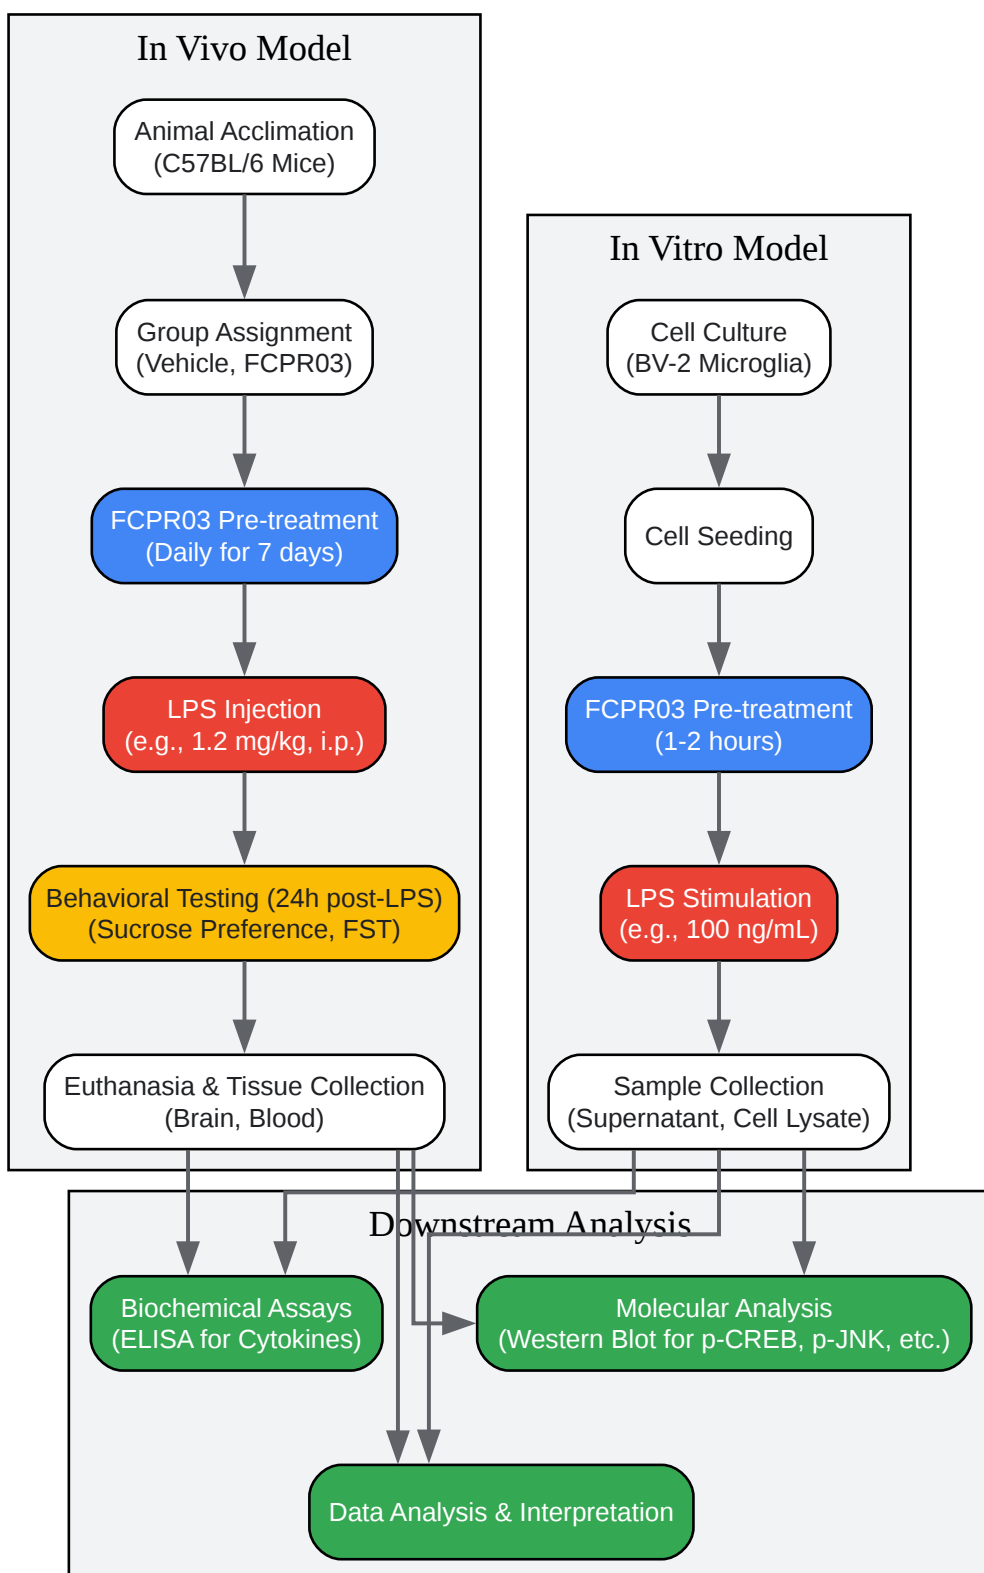 In Vivo Model
Animal Acclimation
(C57BL/6 Mice)
Group Assignment
(Vehicle, FCPR03)
FCPR03 Pre-treatment
(Daily for 7 days)
LPS Injection
(e.g., 1.2 mg/kg, i.p.)
Behavioral Testing (24h post-LPS)
(Sucrose Preference, FST)
Euthanasia & Tissue Collection
(Brain, Blood)
In Vitro Model
Cell Culture
(BV-2 Microglia)
Cell Seeding
FCPR03 Pre-treatment
(1-2 hours)
LPS Stimulation
(e.g., 100 ng/mL)
Sample Collection
(Supernatant, Cell Lysate)
Downstream Analysis
Biochemical Assays
(ELISA for Cytokines)
Molecular Analysis
(Western Blot for p-CREB, p-JNK, etc.)
Data Analysis & Interpretation